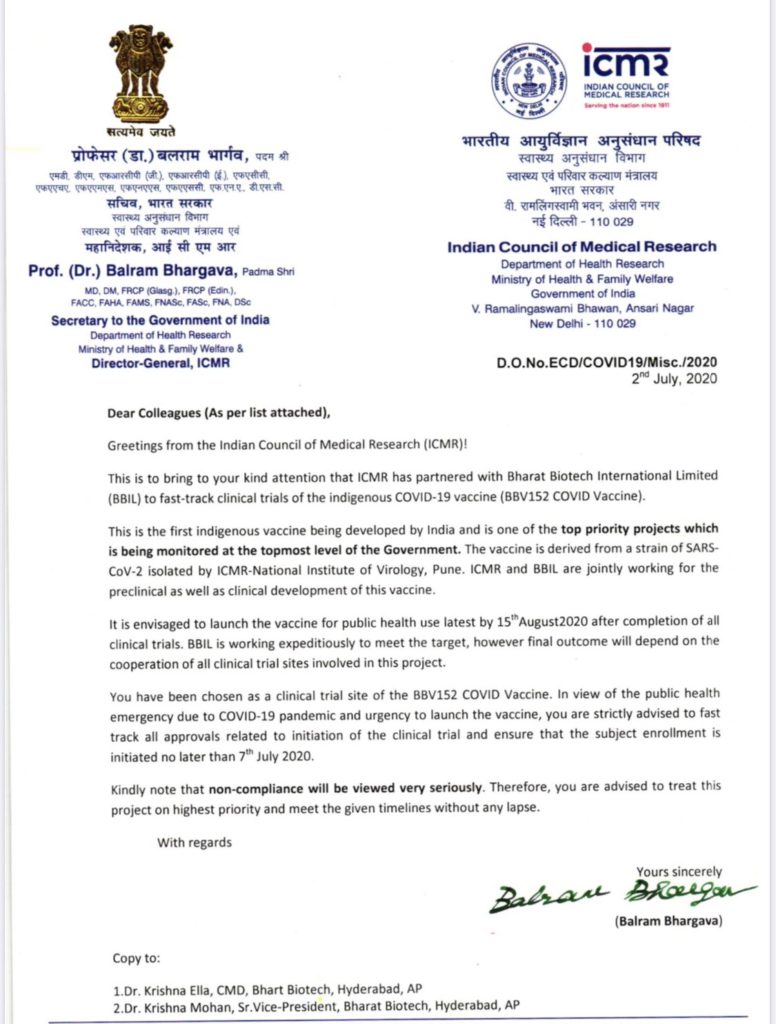 सत्यमेव जयते
प्रोफेसर (डा.) बलराम भार्गव, पदम श्री
एमडी, डीएम, एफआरसीपी (जी.), एफआरसीपी (ई.), एफएसीसी,
एफएएचए, एफएएमएस, एफएनएएस, एफएएससी, एफ.एन.ए., डी.एस.सी.
सचिव, भारत सरकार
स्वास्थ्य अनुसंधान विभाग
स्वास्थ्य एवं परिवार कल्याण मंत्रालय एवं
महानिदेशक, आई सी एम आर
Prof. (Dr.) Balram Bhargava, Padma Shri
MD, DM, FRCP (Glasg.), FRCP (Edin.),
FACC, FAHA, FAMS, FNASc, FASc, FNA, DSc
Secretary to the Government of India
Department of Health Research
Ministry of Health & Family Welfare &
Director-General, ICMR
INDIAN COUNCIL OF MEDICAL RESEARCH
NEW DELHI
नई दिल्ली
icmr
INDIAN COUNCIL OF
MEDICAL RESEARCH
Serving the nation since 1911
भारतीय आयुर्विज्ञान अनुसंधान परिषद
स्वास्थ्य अनुसंधान विभाग
स्वास्थ्य एवं परिवार कल्याण मंत्रालय
भारत सरकार
वी. रामलिंगस्वामी भवन, अंसारी नगर
नई दिल्ली - 110 029
Indian Council of Medical Research
Department of Health Research
Ministry of Health & Family Welfare
Government of India
V. Ramalingaswami Bhawan, Ansari Nagar
New Delhi - 110 029
D.O.No.ECD/COVID19/Misc./2020
2nd July, 2020
Dear Colleagues (As per list attached),
Greetings from the Indian Council of Medical Research (ICMR)!
This is to bring to your kind attention that ICMR has partnered with Bharat Biotech International Limited
(BBIL) to fast-track clinical trials of the indigenous COVID-19 vaccine (BBV152 COVID Vaccine).
This is the first indigenous vaccine being developed by India and is one of the top priority projects which
is being monitored at the topmost level of the Government. The vaccine is derived from a strain of SARS-
CoV-2 isolated by ICMR-National Institute of Virology, Pune. ICMR and BBIL are jointly working for the
preclinical as well as clinical development of this vaccine.
It is envisaged to launch the vaccine for public health use latest by 15thAugust2020 after completion of all
clinical trials. BBIL is working expeditiously to meet the target, however final outcome will depend on the
cooperation of all clinical trial sites involved in this project.
You have been chosen as a clinical trial site of the BBV152 COVID Vaccine. In view of the public health
emergency due to COVID-19 pandemic and urgency to launch the vaccine, you are strictly advised to fast
track all approvals related to initiation of the clinical trial and ensure that the subject enrollment is
initiated no later than 7th July 2020.
Kindly note that non-compliance will be viewed very seriously. Therefore, you are advised to treat this
project on highest priority and meet the given timelines without any lapse.
With regards
Yours sincerely
Balram Bhargava
(Balram Bhargava)
Copy to:
1.Dr. Krishna Ella, CMD, Bhart Biotech, Hyderabad, AP
2.Dr. Krishna Mohan, Sr.Vice-President, Bharat Biotech, Hyderabad, AP